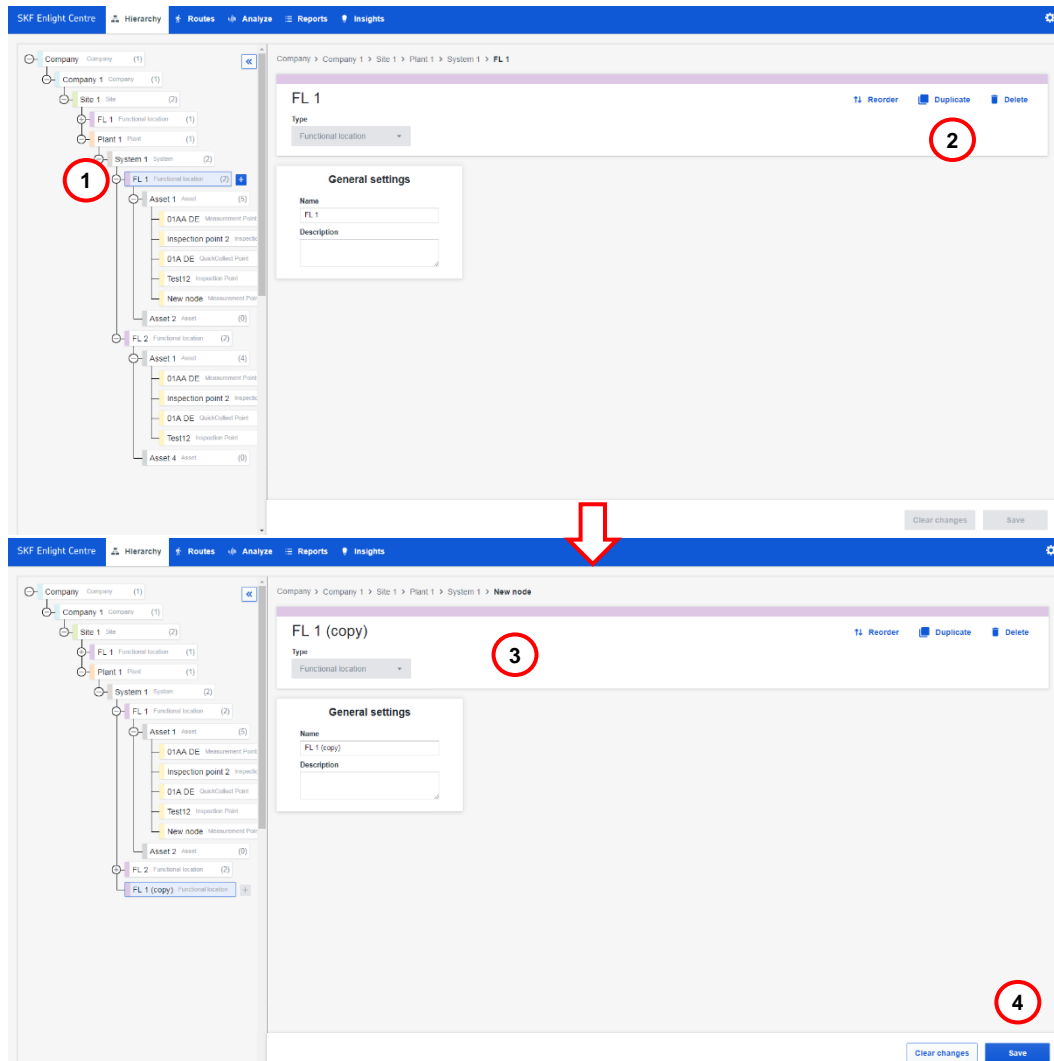 SKF Enlight Centre Hierarchy Routes Analyze Reports Insights
Company Company (1)
Company 1 Company (1)
Site 1 Site (2)
FL 1 Functional location (1)
Plant 1 Plant (1)
System 1 System (2)
1
FL 1 Functional location (2) +
Asset 1 Asset (5)
01AA DE Measurement Point
Inspection point 2 Inspectio
01A DE QuickCollect Point
Test12 Inspection Point
New node Measurement Poin
Asset 2 Asset (0)
FL 2 Functional location (2)
Asset 1 Asset (4)
01AA DE Measurement Point
Inspection point 2 Inspectio
01A DE QuickCollect Point
Test12 Inspection Point
Asset 4 Asset (0)
Company > Company 1 > Site 1 > Plant 1 > System 1 > FL 1
FL 1
Reorder Duplicate Delete
Type
Functional location
2
General settings
Name
FL 1
Description
Clear changes Save
SKF Enlight Centre Hierarchy Routes Analyze Reports Insights
Company Company (1)
Company 1 Company (1)
Site 1 Site (2)
FL 1 Functional location (1)
Plant 1 Plant (1)
System 1 System (2)
FL 1 Functional location (2)
Asset 1 Asset (5)
01AA DE Measurement Point
Inspection point 2 Inspectio
01A DE QuickCollect Point
Test12 Inspection Point
New node Measurement Poin
Asset 2 Asset (0)
FL 2 Functional location (2)
FL 1 (copy) Functional location +
Company > Company 1 > Site 1 > Plant 1 > System 1 > New node
FL 1 (copy)
Reorder Duplicate Delete
Type
Functional location
3
General settings
Name
FL 1 (copy)
Description
4
Clear changes Save